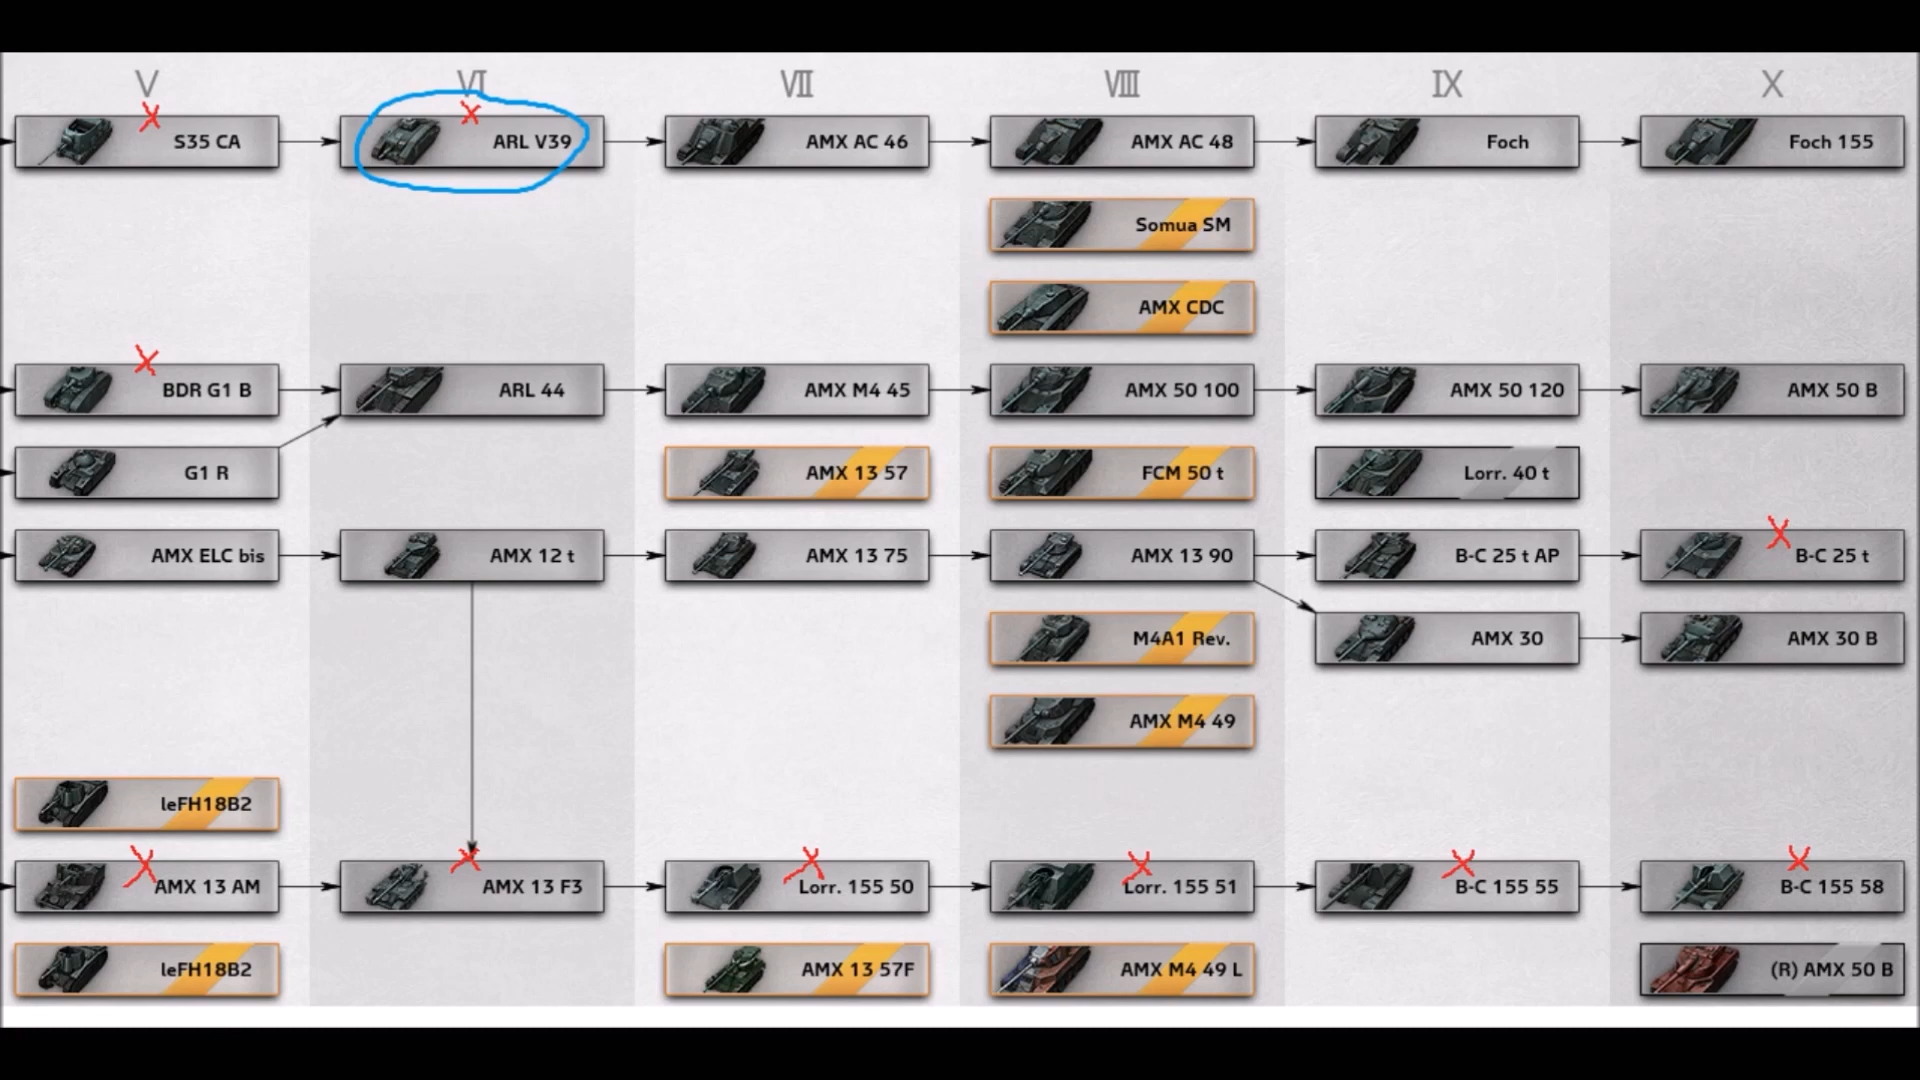 V VI VII VIII IX X
S35 CA ARL V39 AMX AC 46 AMX AC 48 Foch Foch 155
Somua SM
AMX CDC
BDR G1 B ARL 44 AMX M4 45 AMX 50 100 AMX 50 120 AMX 50 B
G1 R AMX 13 57 FCM 50 t Lorr. 40 t
AMX ELC bis AMX 12 t AMX 13 75 AMX 13 90 B-C 25 t AP B-C 25 t
M4A1 Rev. AMX 30 AMX 30 B
AMX M4 49
leFH18B2
AMX 13 AM AMX 13 F3 Lorr. 155 50 Lorr. 155 51 B-C 155 55 B-C 155 58
leFH18B2 AMX 13 57F AMX M4 49 L (R) AMX 50 B